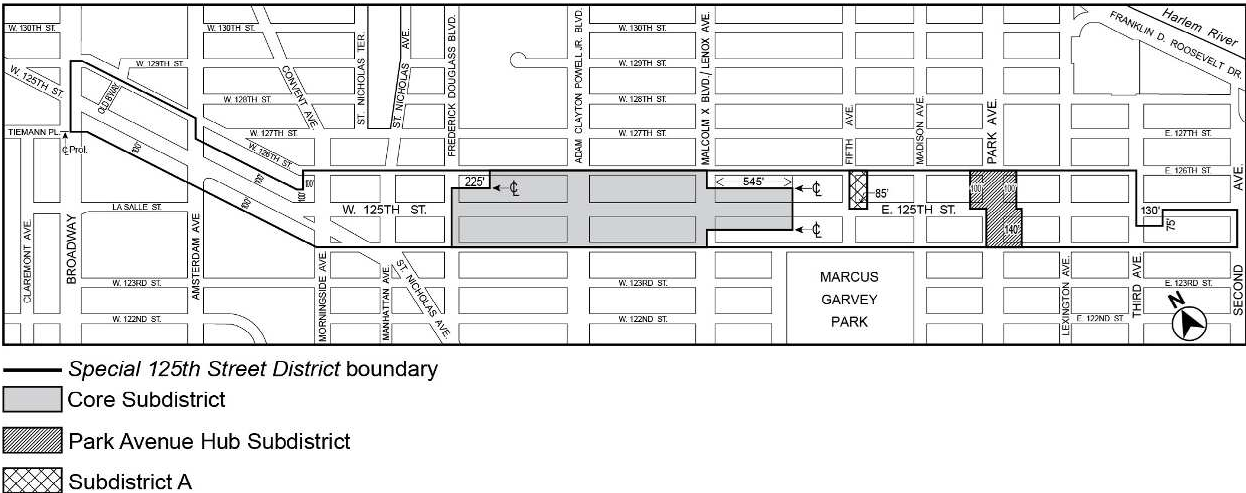 W. 130TH ST.
W. 130TH ST.
W. 130TH ST.
Harlem River
FRANKLIN D. ROOSEVELT DR.
W. 125TH ST.
W. 129TH ST.
W. 129TH ST.
OLD BWAY
CONVENT AVE.
ST. NICHOLAS TER.
ST. NICHOLAS AVE.
FREDERICK DOUGLASS BLVD.
ADAM CLAYTON POWELL JR. BLVD.
MALCOLM X BLVD./ LENOX AVE.
W. 128TH ST.
W. 128TH ST.
FIFTH AVE.
MADISON AVE.
PARK AVE.
TIEMANN PL.
W. 127TH ST.
W. 127TH ST.
E. 127TH ST.
℄ Prol.
100'
W. 126TH ST.
E. 126TH ST.
100'
100'
100'
100'
225'
℄
545'
℄
85'
100'
100'
LA SALLE ST.
W. 125TH ST.
E. 125TH ST.
130'
75'
140'
℄
CLAREMONT AVE.
BROADWAY
AMSTERDAM AVE.
MORNINGSIDE AVE.
MANHATTAN AVE.
ST. NICHOLAS AVE.
MARCUS
GARVEY
PARK
LEXINGTON AVE.
THIRD AVE.
SECOND AVE.
W. 123RD ST.
W. 123RD ST.
E. 123RD ST.
W. 122ND ST.
W. 122ND ST.
E. 122ND ST.
N
Special 125th Street District boundary
Core Subdistrict
Park Avenue Hub Subdistrict
Subdistrict A